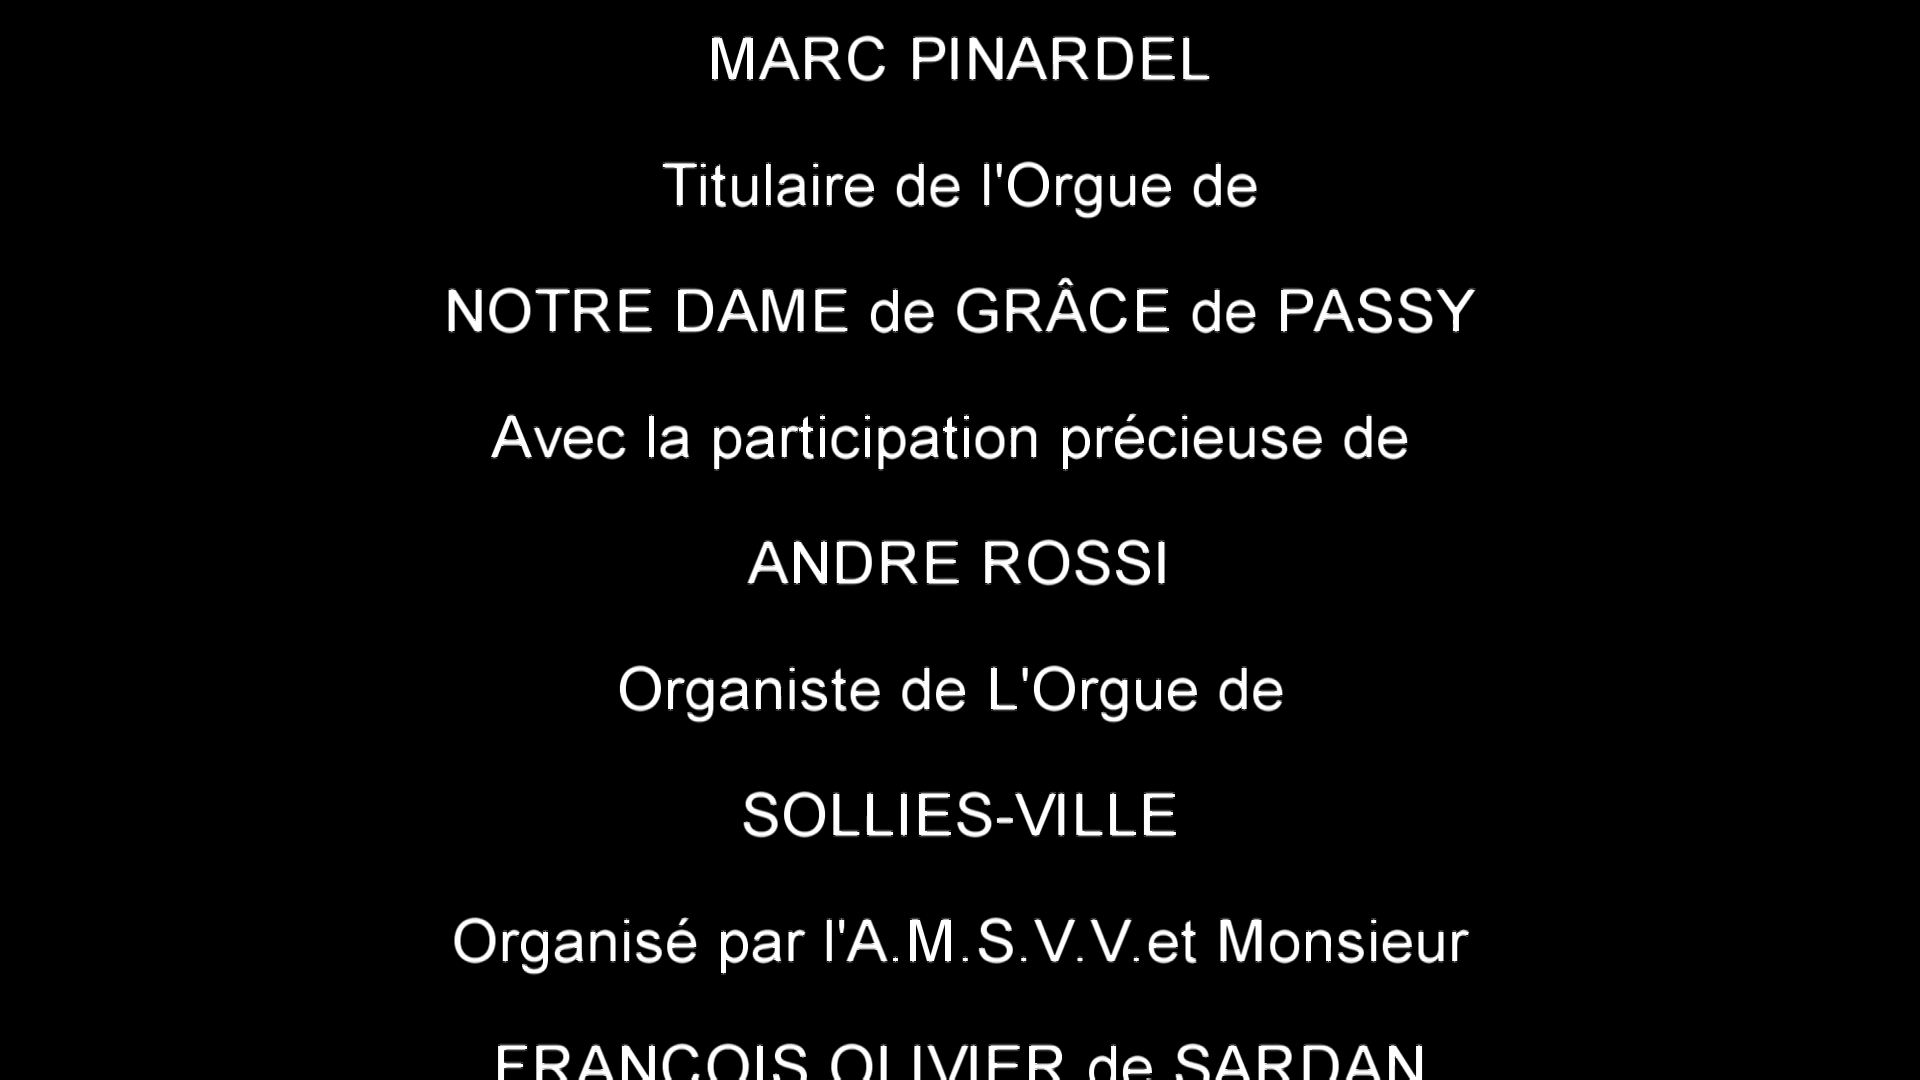 MARC PINARDEL
Titulaire de l'Orgue de
NOTRE DAME de GRÂCE de PASSY
Avec la participation précieuse de
ANDRE ROSSI
Organiste de L'Orgue de
SOLLIES-VILLE
Organisé par l'A.M.S.V.V.et Monsieur
FRANCOIS OLIVIER de SARDAN